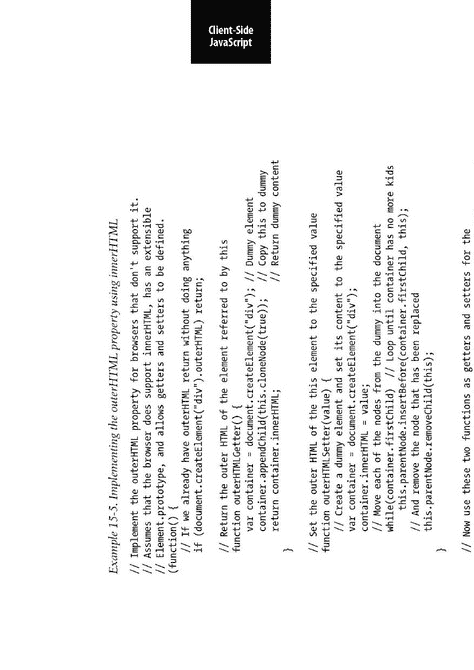 Client-Side
JavaScript
Example 15-5. Implementing the outerHTML property using innerHTML
// Implement the outerHTML property for browsers that don't support it.
// Assumes that the browser does support innerHTML, has an extensible
// Element.prototype, and allows getters and setters to be defined.
(function() {
// If we already have outerHTML return without doing anything
if (document.createElement("div").outerHTML) return;
// Return the outer HTML of the element referred to by this
function outerHTMLGetter() {
var container = document.createElement("div"); // Dummy element
container.appendChild(this.cloneNode(true)); // Copy this to dummy
return container.innerHTML; // Return dummy content
}
// Set the outer HTML of the this element to the specified value
function outerHTMLSetter(value) {
// Create a dummy element and set its content to the specified value
var container = document.createElement("div");
container.innerHTML = value;
// Move each of the nodes from the dummy into the document
while(container.firstChild) // Loop until container has no more kids
this.parentNode.insertBefore(container.firstChild, this);
// And remove the node that has been replaced
this.parentNode.removeChild(this);
}
// Now use these two functions as getters and setters for the